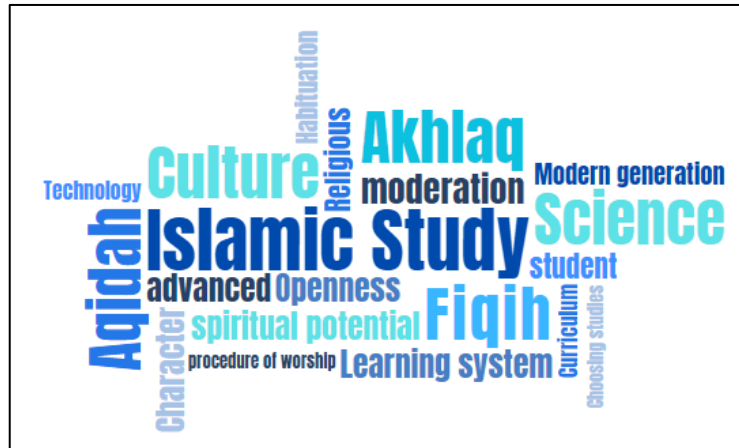 Habituation
Religious
Akhlaq
Culture
moderation
Modern generation
Technology
Science
Aqidah
Islamic Study
student
advanced
Openness
Fiqih
Curriculum
Choosing studies
Character
spiritual potential
procedure of worship
Learning system